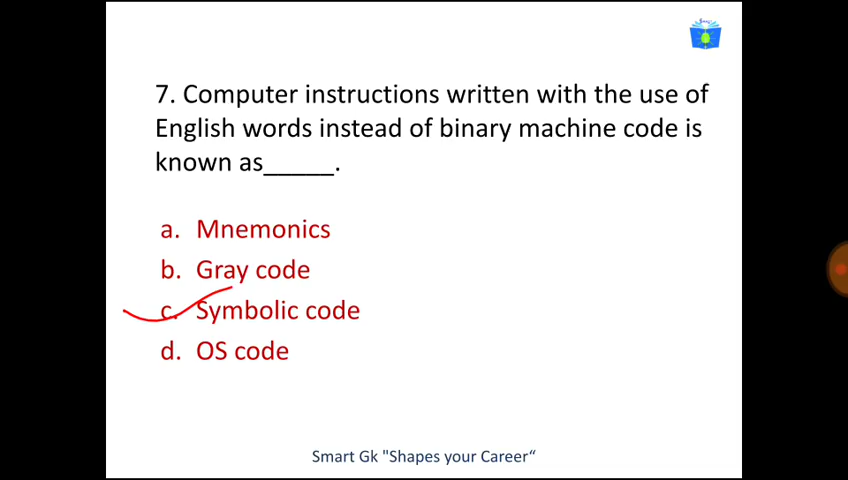 7. Computer instructions written with the use of
English words instead of binary machine code is
known as_____.
a. Mnemonics
b. Gray code
c. Symbolic code
d. OS code
Smart Gk "Shapes your Career“